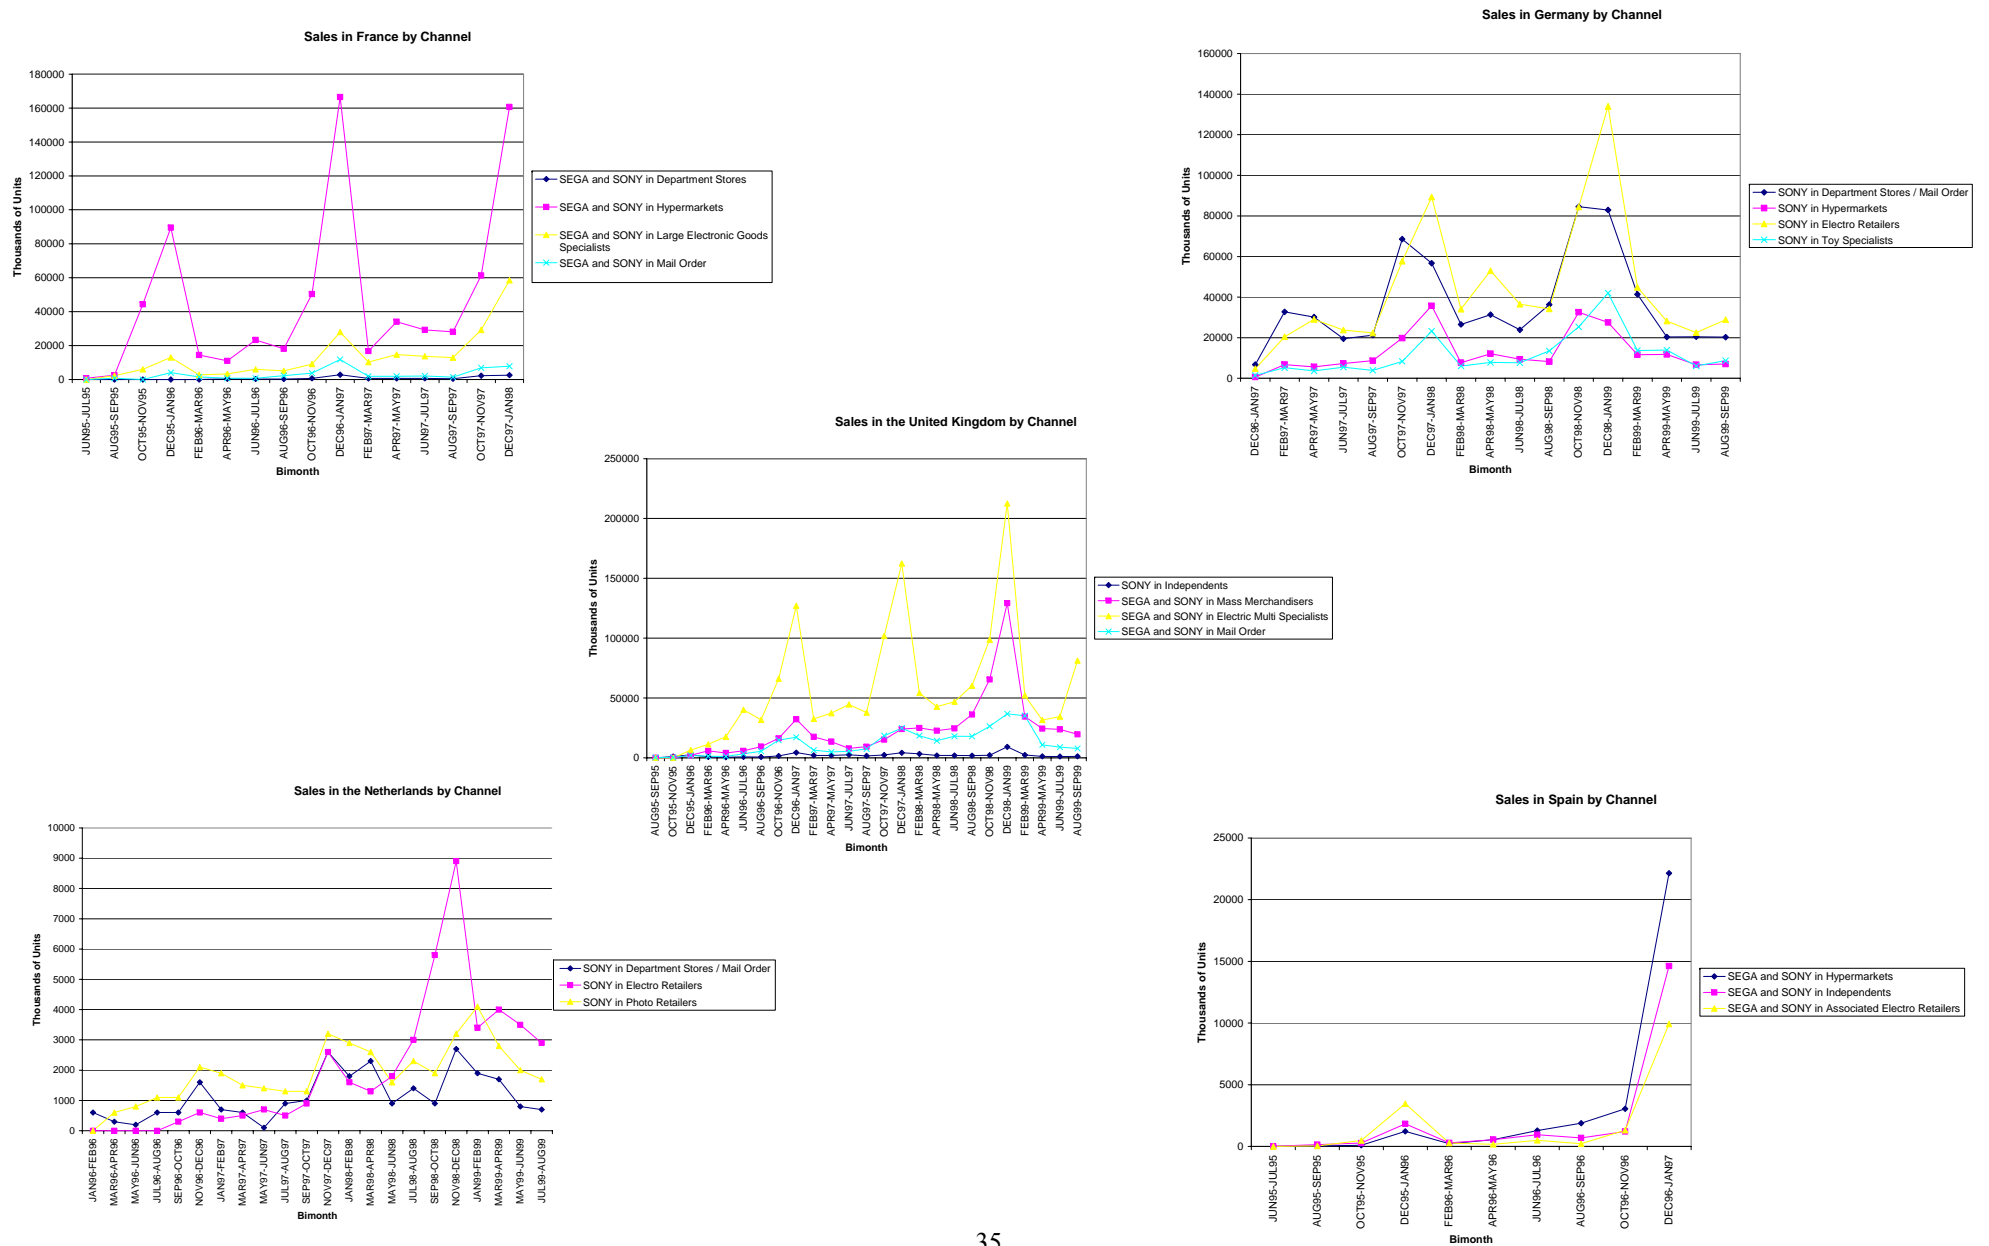 Sales in France by Channel
180000
160000
140000
120000
100000
80000
60000
40000
20000
0
Thousands of Units
JUN95-JUL95
AUG95-SEP95
OCT95-NOV95
DEC95-JAN96
FEB96-MAR96
APR96-MAY96
JUN96-JUL96
AUG96-SEP96
OCT96-NOV96
DEC96-JAN97
FEB97-MAR97
APR97-MAY97
JUN97-JUL97
AUG97-SEP97
OCT97-NOV97
DEC97-JAN98
Bimonth
SEGA and SONY in Department Stores
SEGA and SONY in Hypermarkets
SEGA and SONY in Large Electronic Goods
Specialists
SEGA and SONY in Mail Order
Sales in Germany by Channel
160000
140000
120000
100000
80000
60000
40000
20000
0
Thousands of Units
DEC96-JAN97
FEB97-MAR97
APR97-MAY97
JUN97-JUL97
AUG97-SEP97
OCT97-NOV97
DEC97-JAN98
FEB98-MAR98
APR98-MAY98
JUN98-JUL98
AUG98-SEP98
OCT98-NOV98
DEC98-JAN99
FEB99-MAR99
APR99-MAY99
JUN99-JUL99
AUG99-SEP99
Bimonth
SONY in Department Stores / Mail Order
SONY in Hypermarkets
SONY in Electro Retailers
SONY in Toy Specialists
Sales in the United Kingdom by Channel
250000
200000
150000
100000
50000
0
Thousands of Units
AUG95-SEP95
OCT95-NOV95
DEC95-JAN96
FEB96-MAR96
APR96-MAY96
JUN96-JUL96
AUG96-SEP96
OCT96-NOV96
DEC96-JAN97
FEB97-MAR97
APR97-MAY97
JUN97-JUL97
AUG97-SEP97
OCT97-NOV97
DEC97-JAN98
FEB98-MAR98
APR98-MAY98
JUN98-JUL98
AUG98-SEP98
OCT98-NOV98
DEC98-JAN99
FEB99-MAR99
APR99-MAY99
JUN99-JUL99
AUG99-SEP99
Bimonth
SONY in Independents
SEGA and SONY in Mass Merchandisers
SEGA and SONY in Electric Multi Specialists
SEGA and SONY in Mail Order
Sales in the Netherlands by Channel
10000
9000
8000
7000
6000
5000
4000
3000
2000
1000
0
Thousands of Units
JAN96-FEB96
MAR96-APR96
MAY96-JUN96
JUL96-AUG96
SEP96-OCT96
NOV96-DEC96
JAN97-FEB97
MAR97-APR97
MAY97-JUN97
JUL97-AUG97
SEP97-OCT97
NOV97-DEC97
JAN98-FEB98
MAR98-APR98
MAY98-JUN98
JUL98-AUG98
SEP98-OCT98
NOV98-DEC98
JAN99-FEB99
MAR99-APR99
MAY99-JUN99
JUL99-AUG99
Bimonth
SONY in Department Stores / Mail Order
SONY in Electro Retailers
SONY in Photo Retailers
Sales in Spain by Channel
25000
20000
15000
10000
5000
0
Thousands of Units
JUN95-JUL95
AUG95-SEP95
OCT95-NOV95
DEC95-JAN96
FEB96-MAR96
APR96-MAY96
JUN96-JUL96
AUG96-SEP96
OCT96-NOV96
DEC96-JAN97
Bimonth
SEGA and SONY in Hypermarkets
SEGA and SONY in Independents
SEGA and SONY in Associated Electro Retailers
35